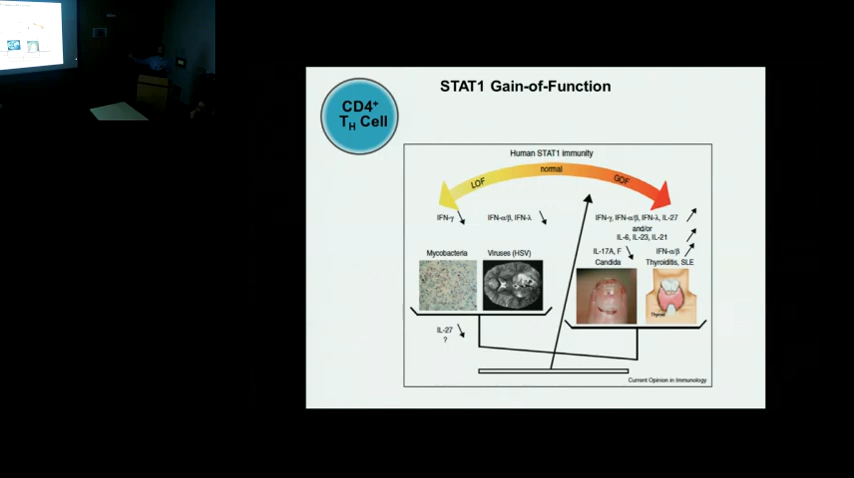 STAT1 Gain-of-Function
CD4+
TH Cell
Human STAT1 immunity
LOF
normal
GOF
IFN-γ
IFN-α/β, IFN-λ
IFN-γ, IFN-α/β, IFN-λ, IL-27
and/or
IL-6, IL-23, IL-21
IL-17A, F
IFN-α/β
Mycobacteria
Viruses (HSV)
Candida
Thyroiditis, SLE
Thyroid
IL-27
?
Current Opinion in Immunology